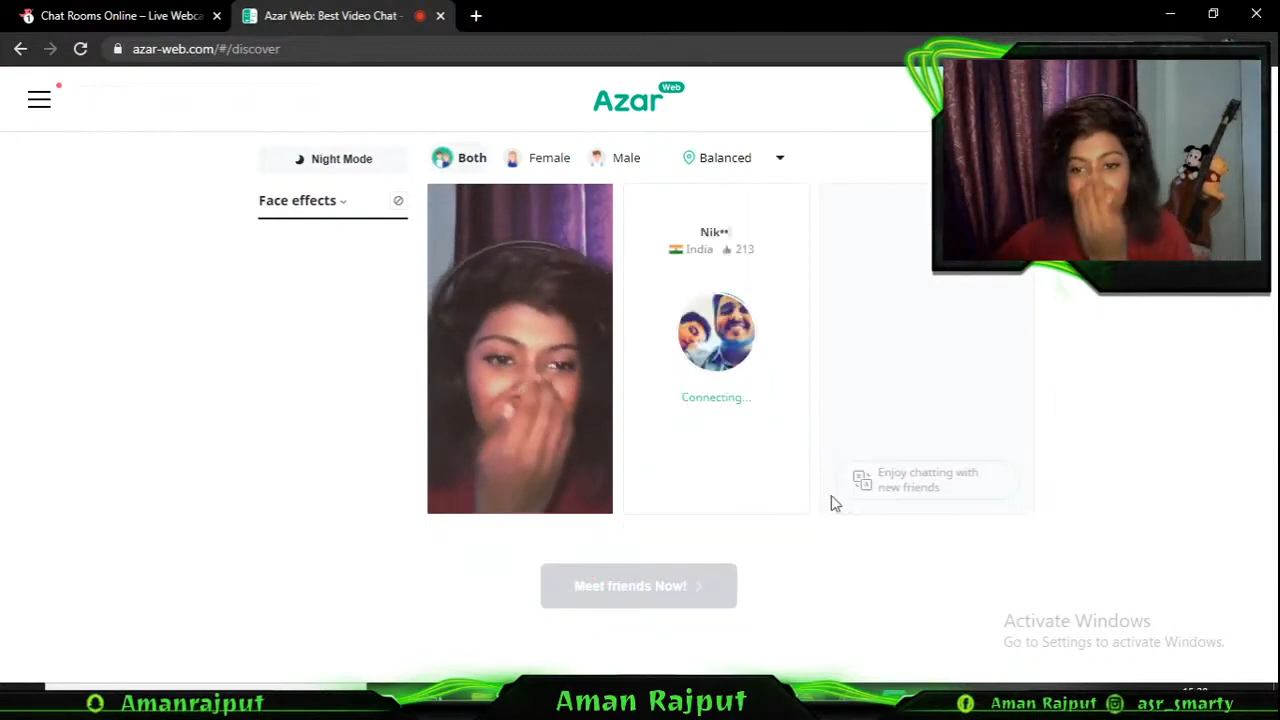 Chat Rooms Online – Live Webca
Azar Web: Best Video Chat -
azar-web.com/#/discover
Azar Web
Night Mode
Both
Female
Male
Balanced
Face effects
Nik••
India 213
Connecting...
Enjoy chatting with
new friends
Meet friends Now!
Activate Windows
Go to Settings to activate Windows.
Amanrajput
Aman Rajput
Aman Rajput
asr_smarty